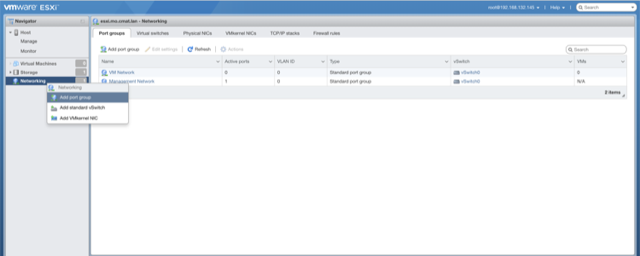 vmware ESXi
root@192.168.132.145
Help
Search
Navigator
esxi.mv.cmat.lan - Networking
Host
Manage
Monitor
Virtual Machines
Storage
Networking
Port groups
Virtual switches
Physical NICs
VMkernel NICs
TCP/IP stacks
Firewall rules
Add port group
Edit settings
Refresh
Actions
Search
Name
Active ports
VLAN ID
Type
vSwitch
VMs
VM Network
0
0
Standard port group
vSwitch0
0
Management Network
1
0
Standard port group
vSwitch0
N/A
2 items
Networking
Add port group
Add standard vSwitch
Add VMkernel NIC